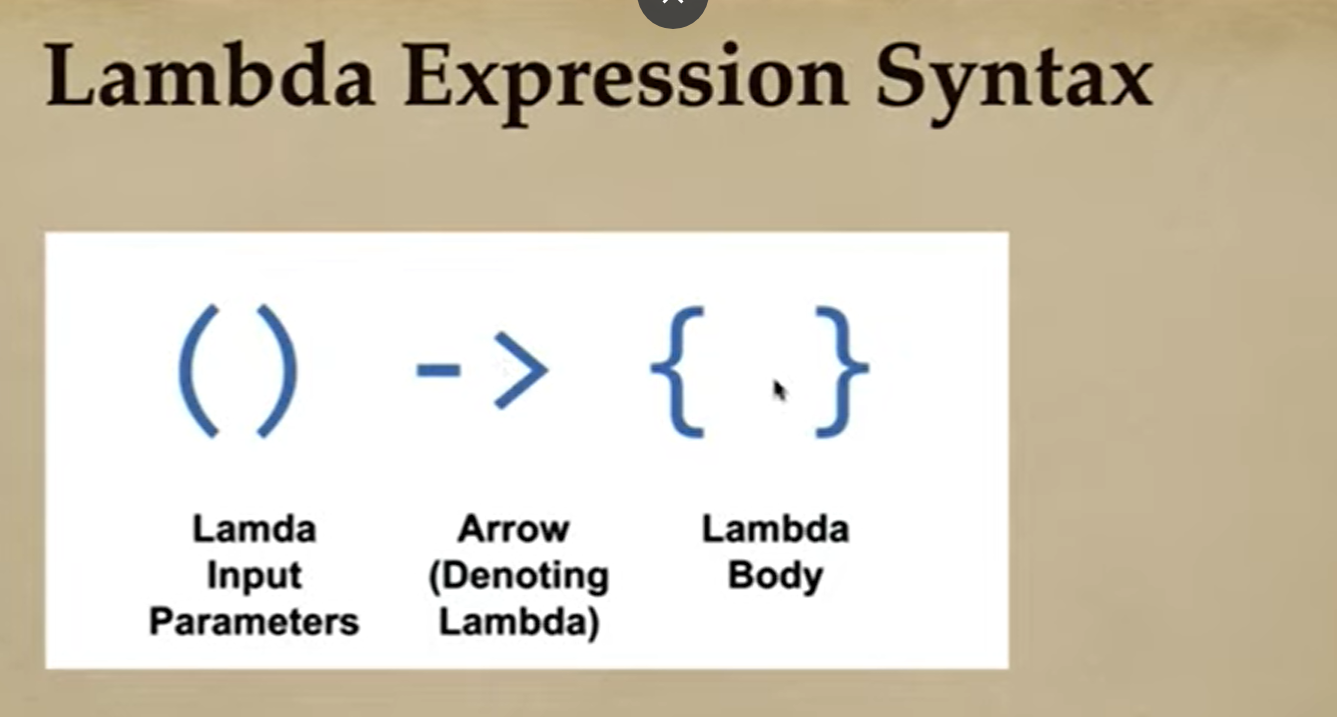 Lambda Expression Syntax
( ) -> { }
Lamda Input Parameters
Arrow (Denoting Lambda)
Lambda Body